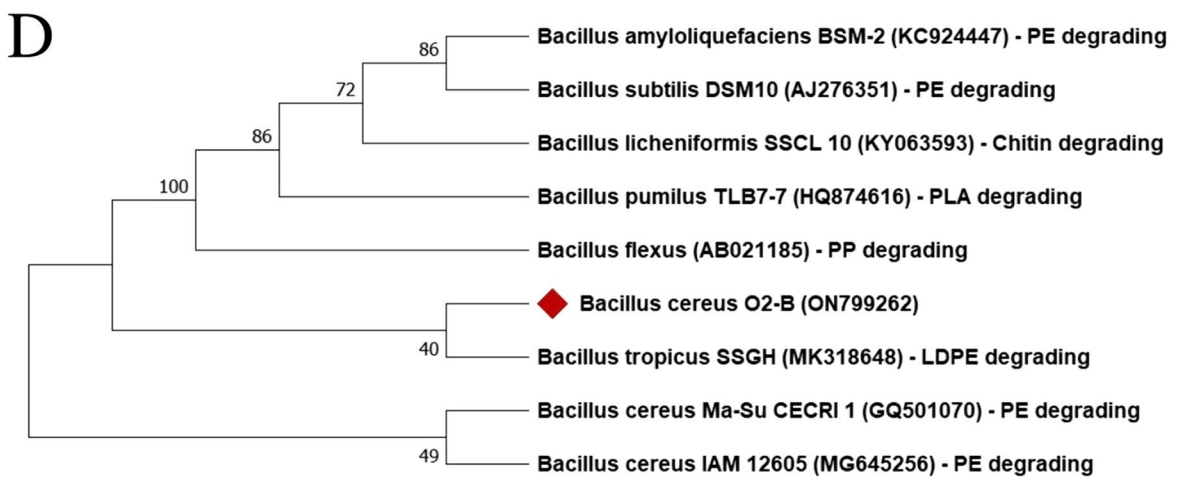 D
86
Bacillus amyloliquefaciens BSM-2 (KC924447) - PE degrading
72
Bacillus subtilis DSM10 (AJ276351) - PE degrading
86
Bacillus licheniformis SSCL 10 (KY063593) - Chitin degrading
100
Bacillus pumilus TLB7-7 (HQ874616) - PLA degrading
Bacillus flexus (AB021185) - PP degrading
Bacillus cereus O2-B (ON799262)
40
Bacillus tropicus SSGH (MK318648) - LDPE degrading
Bacillus cereus Ma-Su CECRI 1 (GQ501070) - PE degrading
49
Bacillus cereus IAM 12605 (MG645256) - PE degrading